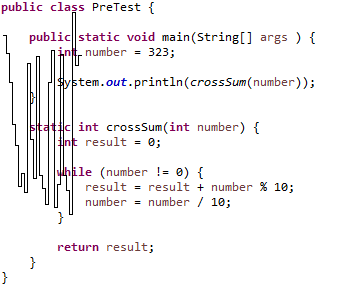 public class PreTest {
public static void main(String[] args ) {
int number = 323;
System.out.println(crossSum(number));
}
static int crossSum(int number) {
int result = 0;
while (number != 0) {
result = result + number % 10;
number = number / 10;
}
return result;
}
}